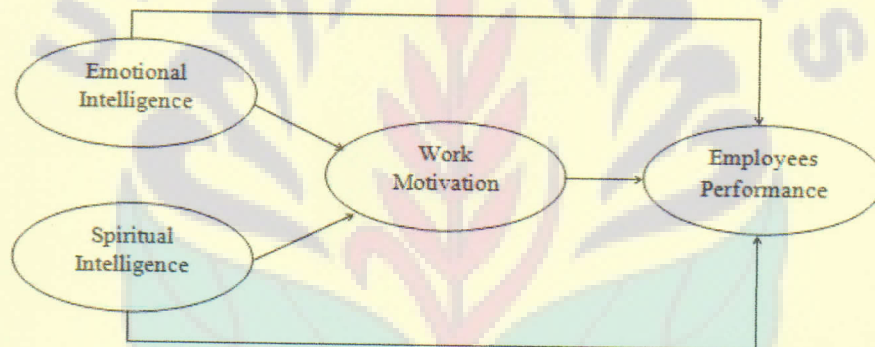 Emotional
Intelligence
Work
Motivation
Employees
Performance
Spiritual
Intelligence